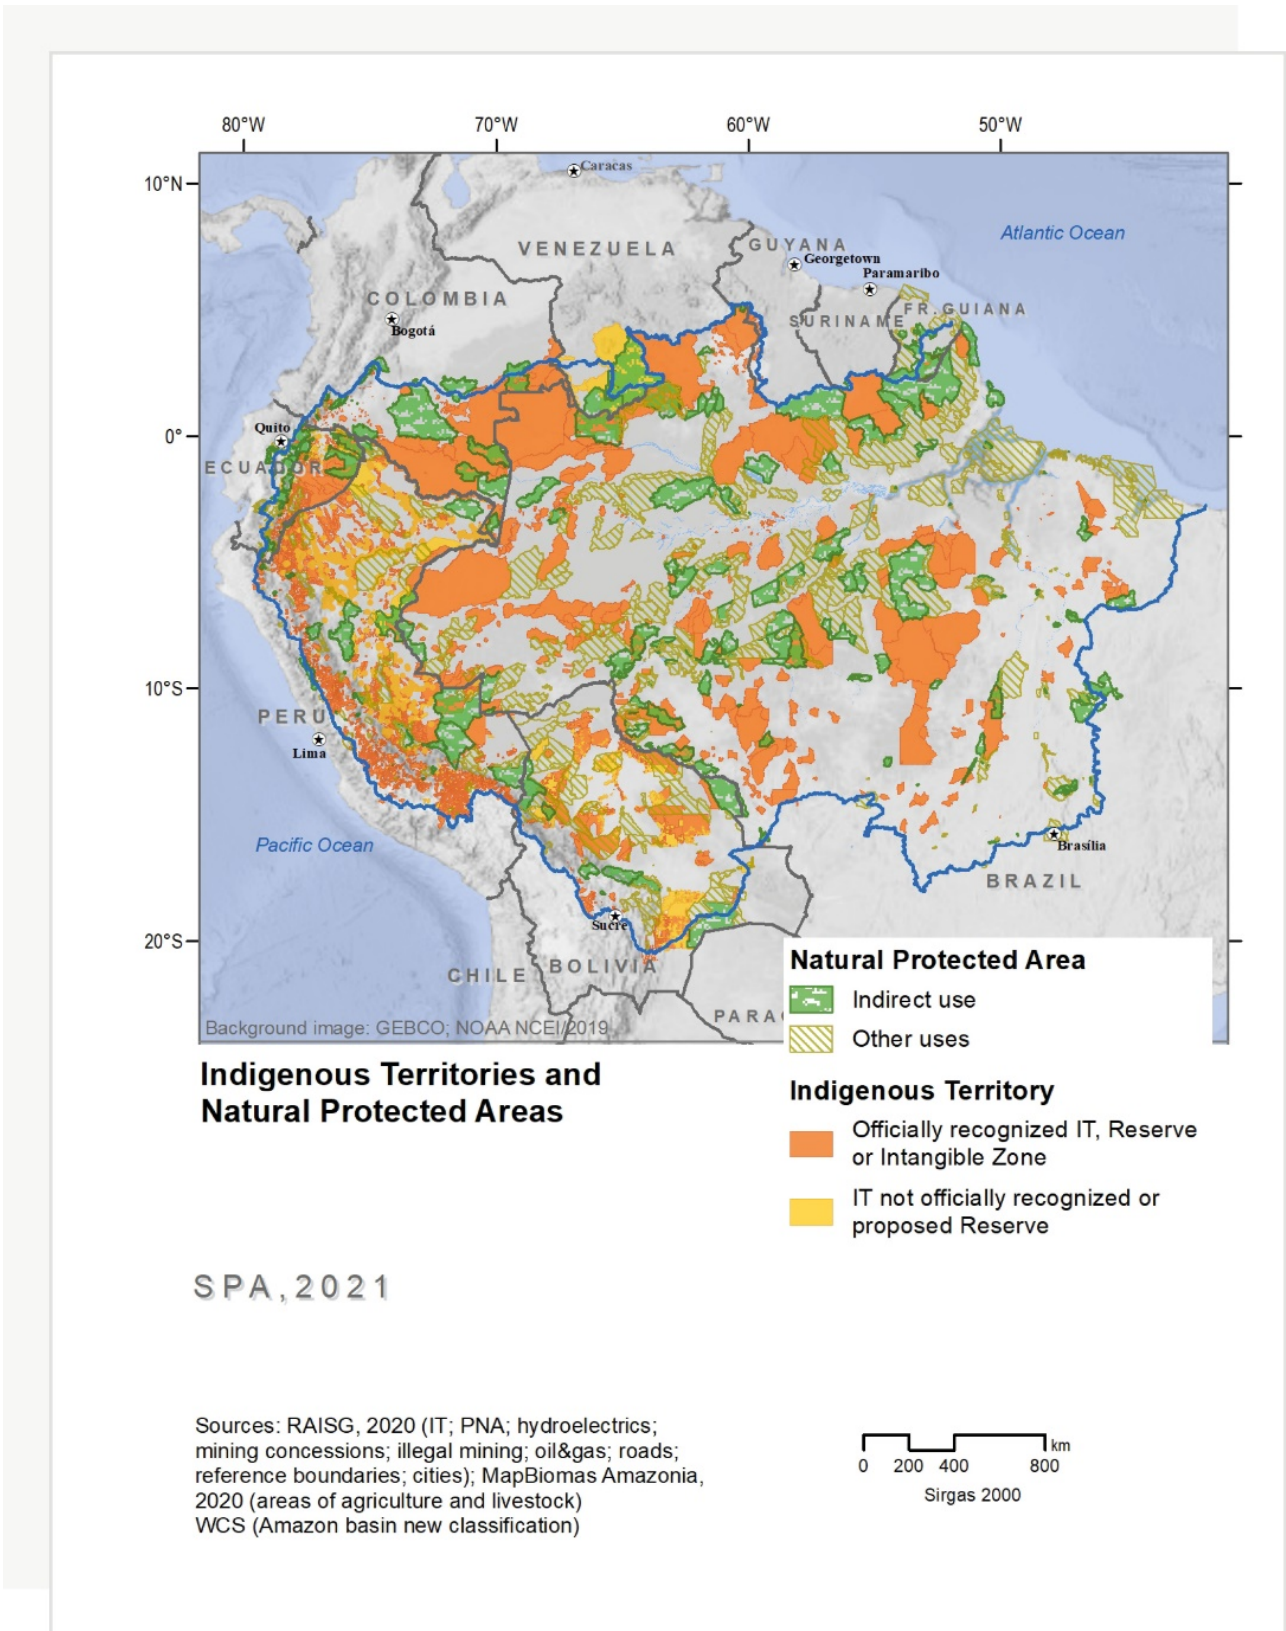 80°W 70°W 60°W 50°W
10°N
Caracas
Atlantic Ocean
VENEZUELA
GUYANA
Georgetown
Paramaribo
COLOMBIA
FR.GUIANA
SURINAME
Bogotá
Quito
0°
ECUADOR
10°S
PERU
Lima
Pacific Ocean
Brasília
BRAZIL
Sucre
20°S
BOLIVIA
CHILE
PARA
Background image: GEBCO; NOAA NCEI/2019
Natural Protected Area
Indirect use
Other uses
Indigenous Territory
Officially recognized IT, Reserve
or Intangible Zone
IT not officially recognized or
proposed Reserve
Indigenous Territories and
Natural Protected Areas
SPA,2021
Sources: RAISG, 2020 (IT; PNA; hydroelectrics;
mining concessions; illegal mining; oil&gas; roads;
reference boundaries; cities); MapBiomas Amazonia,
2020 (areas of agriculture and livestock)
WCS (Amazon basin new classification)
km
0 200 400 800
Sirgas 2000